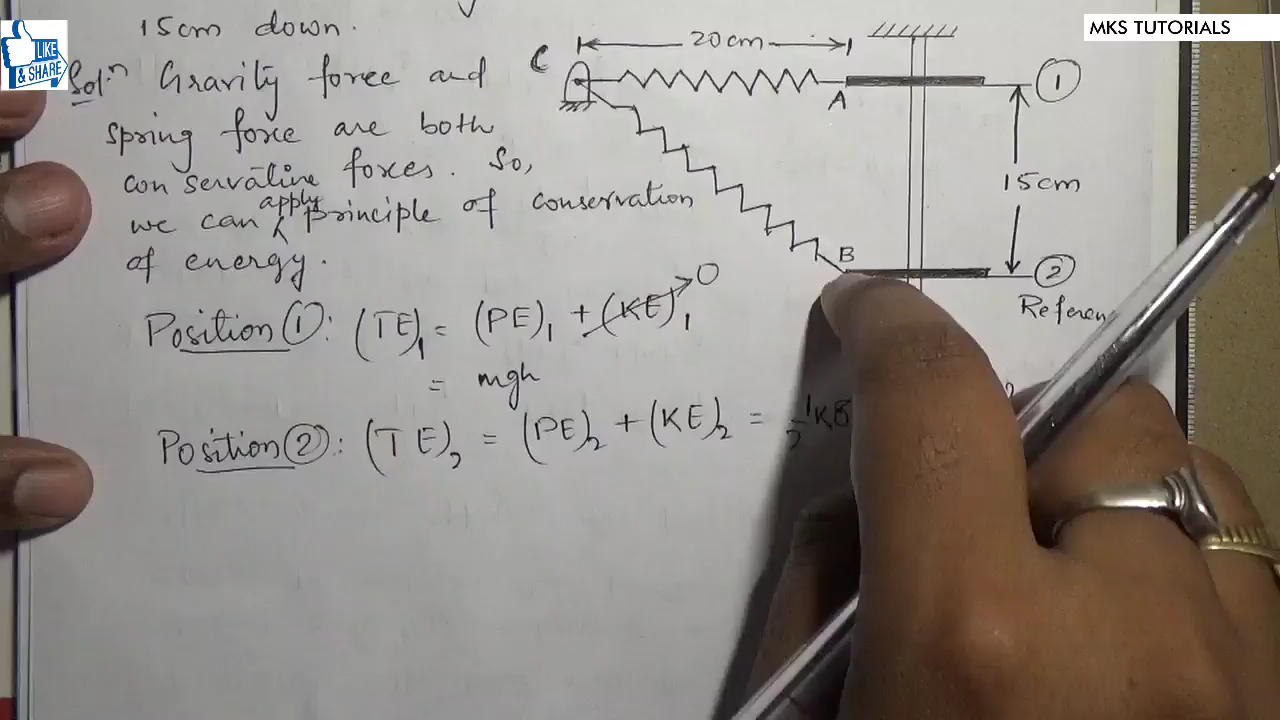 15cm down.
MKS TUTORIALS
LIKE
& SHARE
Solⁿ. Gravity force and
spring force are both
conservative forces. So,
we can apply principle of conservation
of energy.
C
20cm
A
1
15cm
B
2
Referen
Position ①: (TE)₁ = (PE)₁ + (KE)₁ → 0
= mgh
Position ②: (TE)₂ = (PE)₂ + (KE)₂ = 1/2 K